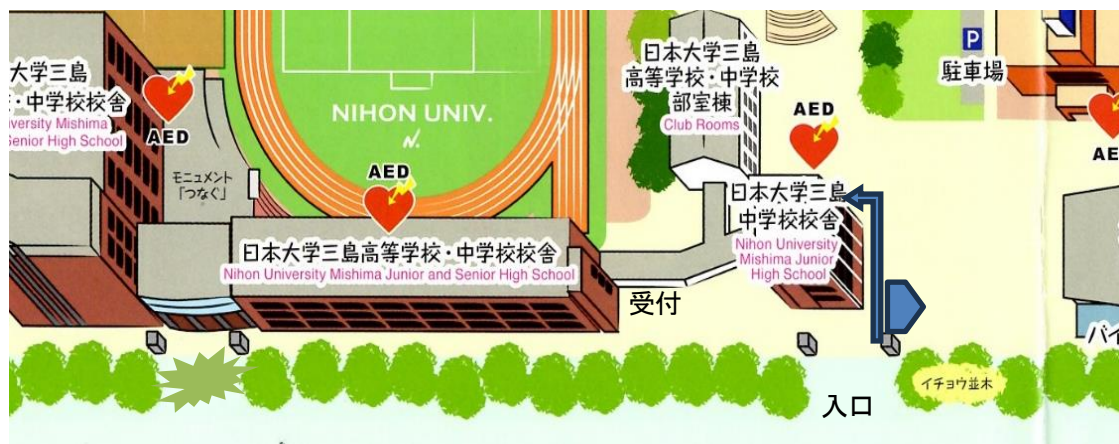 大学三島
・中学校校舎
iversity Mishima
Senior High School
AED
モニュメント
「つなぐ」
NIHON UNIV.
N.
AED
日本大学三島高等学校・中学校校舎
Nihon University Mishima Junior and Senior High School
日本大学三島
高等学校・中学校
部室棟
Club Rooms
AED
日本大学三島
中学校校舎
Nihon University
Mishima Junior
High School
受付
P
駐車場
AE
バイ
イチョウ並木
入口